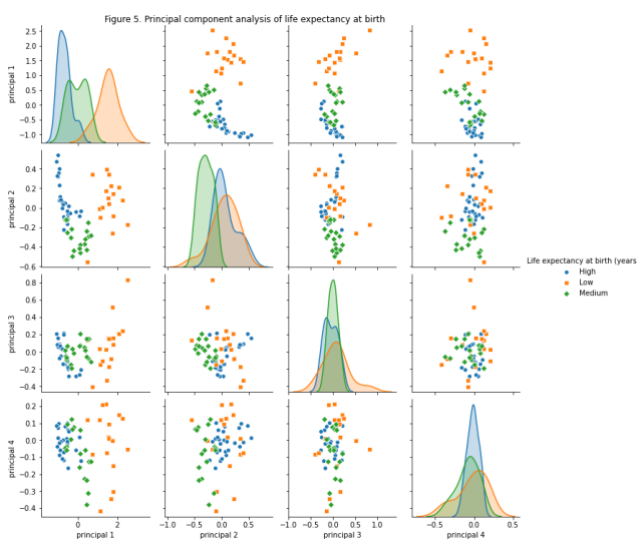 Figure 5. Principal component analysis of life expectancy at birth
2.5
2.0
1.5
1.0
0.5
0.0
−0.5
−1.0
principal 1
0.4
0.2
0.0
−0.2
−0.4
−0.6
principal 2
Life expectancy at birth (years
High
Low
Medium
0.8
0.6
0.4
0.2
0.0
−0.2
−0.4
principal 3
0.2
0.1
0.0
−0.1
−0.2
−0.3
−0.4
principal 4
0 2
−1.0 −0.5 0.0 0.5
−1.0 −0.5 0.0 0.5 1.0
−0.5 0.0 0.5
principal 1 principal 2 principal 3 principal 4